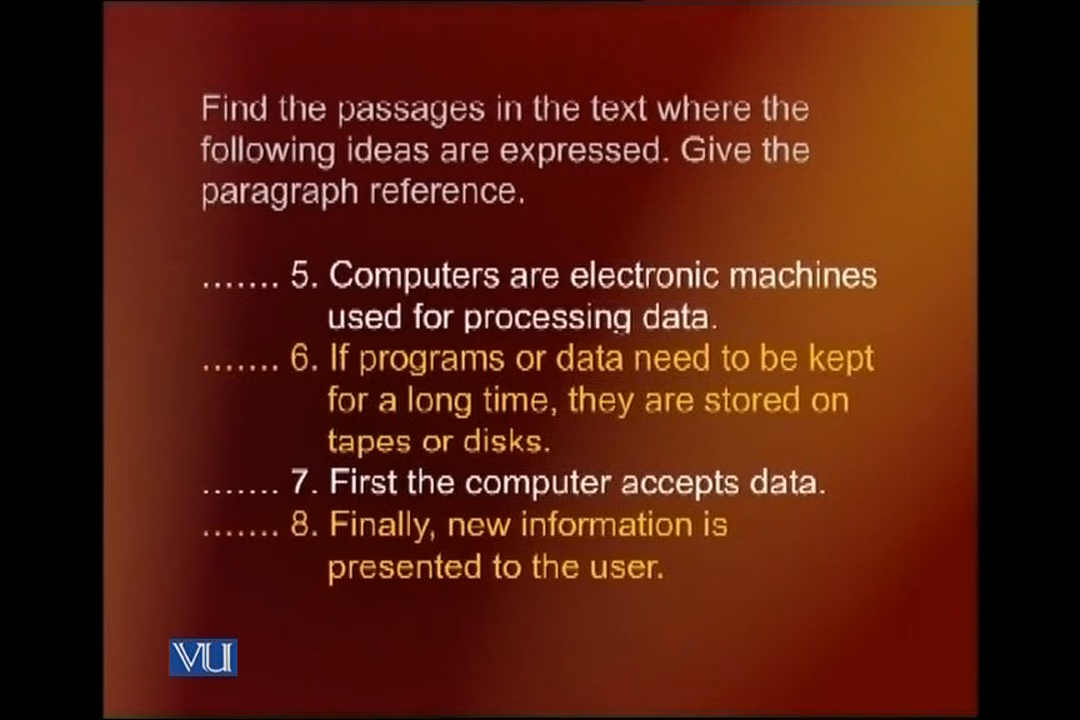 Find the passages in the text where the
following ideas are expressed. Give the
paragraph reference.
....... 5. Computers are electronic machines
used for processing data.
....... 6. If programs or data need to be kept
for a long time, they are stored on
tapes or disks.
....... 7. First the computer accepts data.
....... 8. Finally, new information is
presented to the user.
VU